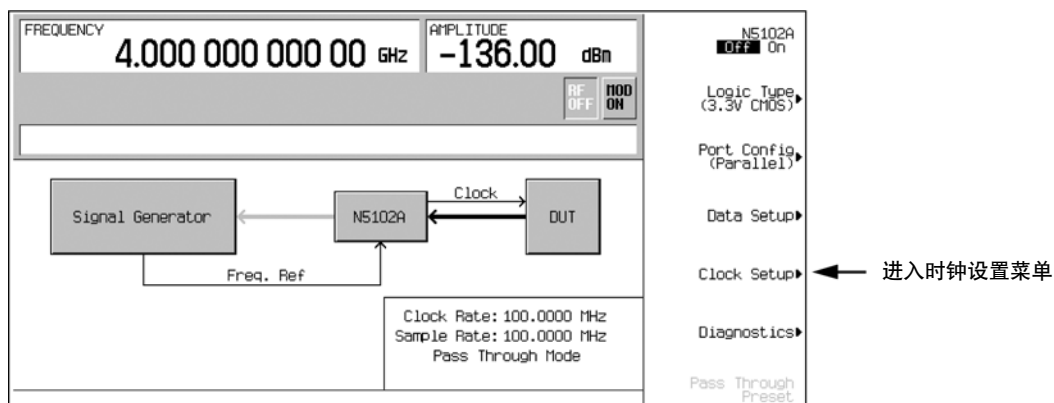 FREQUENCY
4.000 000 000 00 GHz
AMPLITUDE
-136.00 dBm
RF OFF
MOD ON
N5102A
Off On
Logic Type
(3.3V CMOS)
Port Config
(Parallel)
Data Setup
Clock Setup
进入时钟设置菜单
Diagnostics
Pass Through
Preset
Signal Generator
N5102A
Clock
DUT
Freq. Ref
Clock Rate: 100.0000 MHz
Sample Rate: 100.0000 MHz
Pass Through Mode